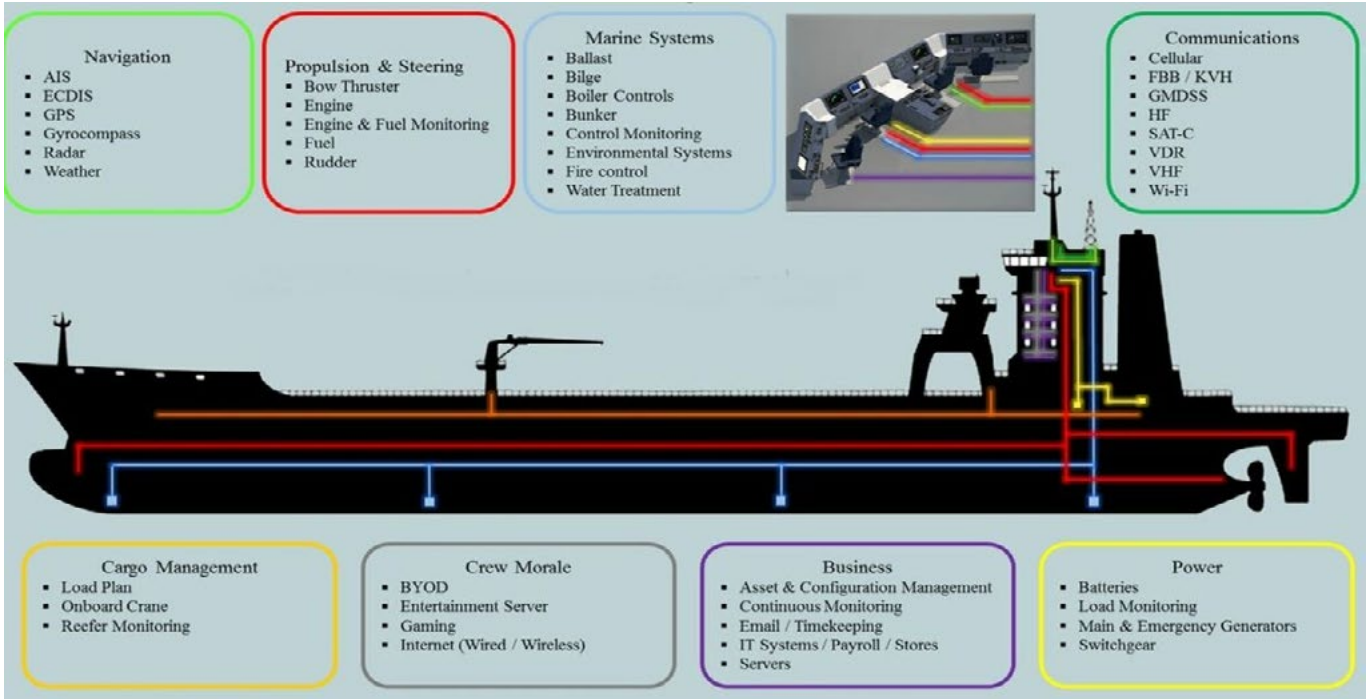 Navigation
AIS
ECDIS
GPS
Gyrocompass
Radar
Weather
Propulsion & Steering
Bow Thruster
Engine
Engine & Fuel Monitoring
Fuel
Rudder
Marine Systems
Ballast
Bilge
Boiler Controls
Bunker
Control Monitoring
Environmental Systems
Fire control
Water Treatment
Communications
Cellular
FBB / KVH
GMDSS
HF
SAT-C
VDR
VHF
Wi-Fi
Cargo Management
Load Plan
Onboard Crane
Reefer Monitoring
Crew Morale
BYOD
Entertainment Server
Gaming
Internet (Wired / Wireless)
Business
Asset & Configuration Management
Continuous Monitoring
Email / Timekeeping
IT Systems / Payroll / Stores
Servers
Power
Batteries
Load Monitoring
Main & Emergency Generators
Switchgear